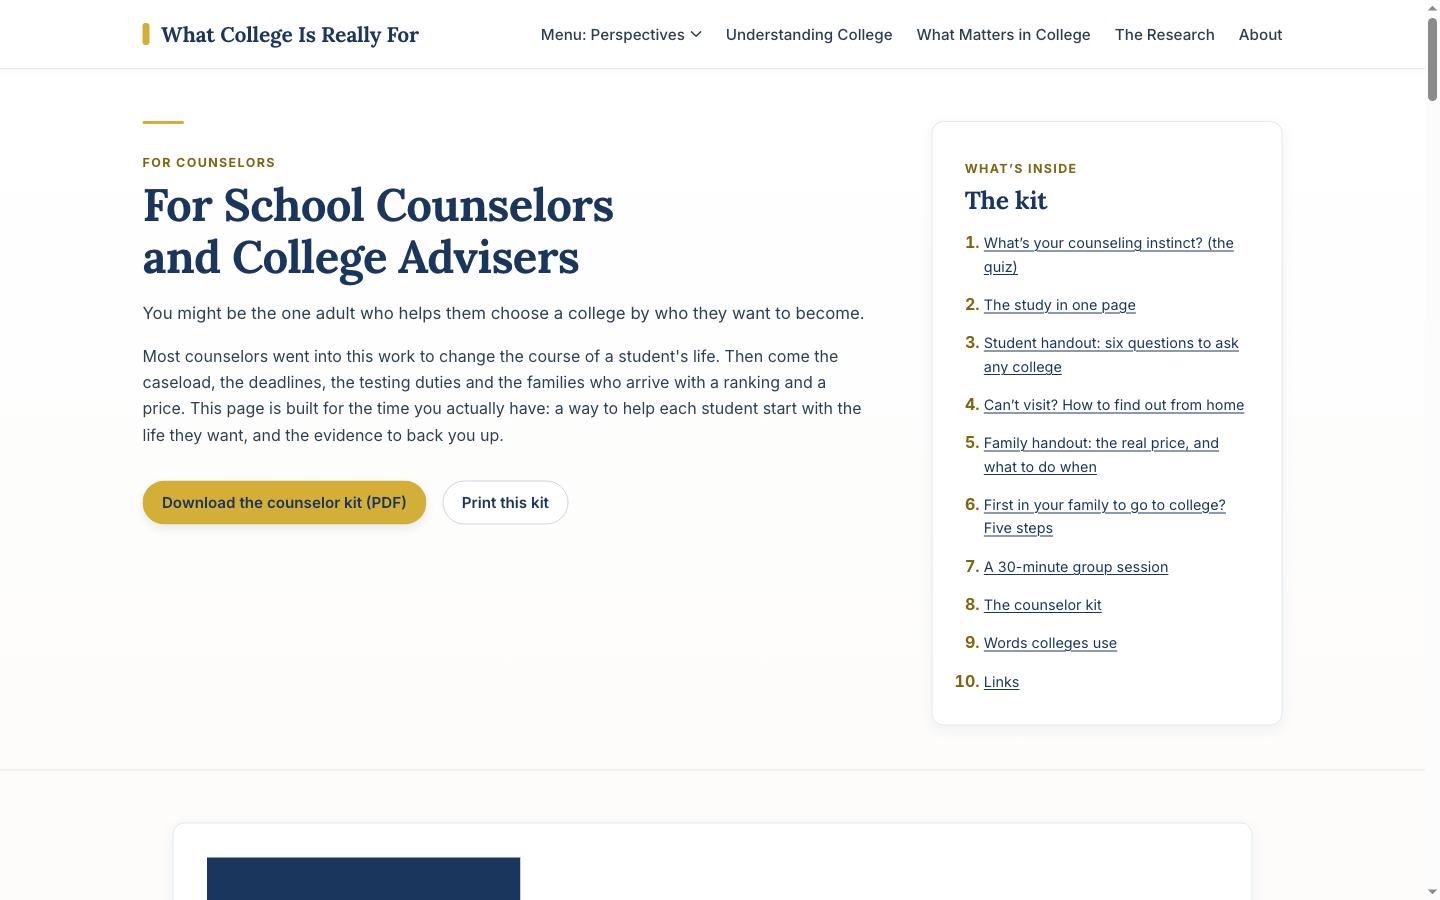 What College Is Really For
Menu: Perspectives
Understanding College
What Matters in College
The Research
About
FOR COUNSELORS
For School Counselors
and College Advisers
You might be the one adult who helps them choose a college by who they want to become.
Most counselors went into this work to change the course of a student's life. Then come the
caseload, the deadlines, the testing duties and the families who arrive with a ranking and a
price. This page is built for the time you actually have: a way to help each student start with the
life they want, and the evidence to back you up.
Download the counselor kit (PDF)
Print this kit
WHAT’S INSIDE
The kit
1. What’s your counseling instinct? (the
quiz)
2. The study in one page
3. Student handout: six questions to ask
any college
4. Can’t visit? How to find out from home
5. Family handout: the real price, and
what to do when
6. First in your family to go to college?
Five steps
7. A 30-minute group session
8. The counselor kit
9. Words colleges use
10. Links